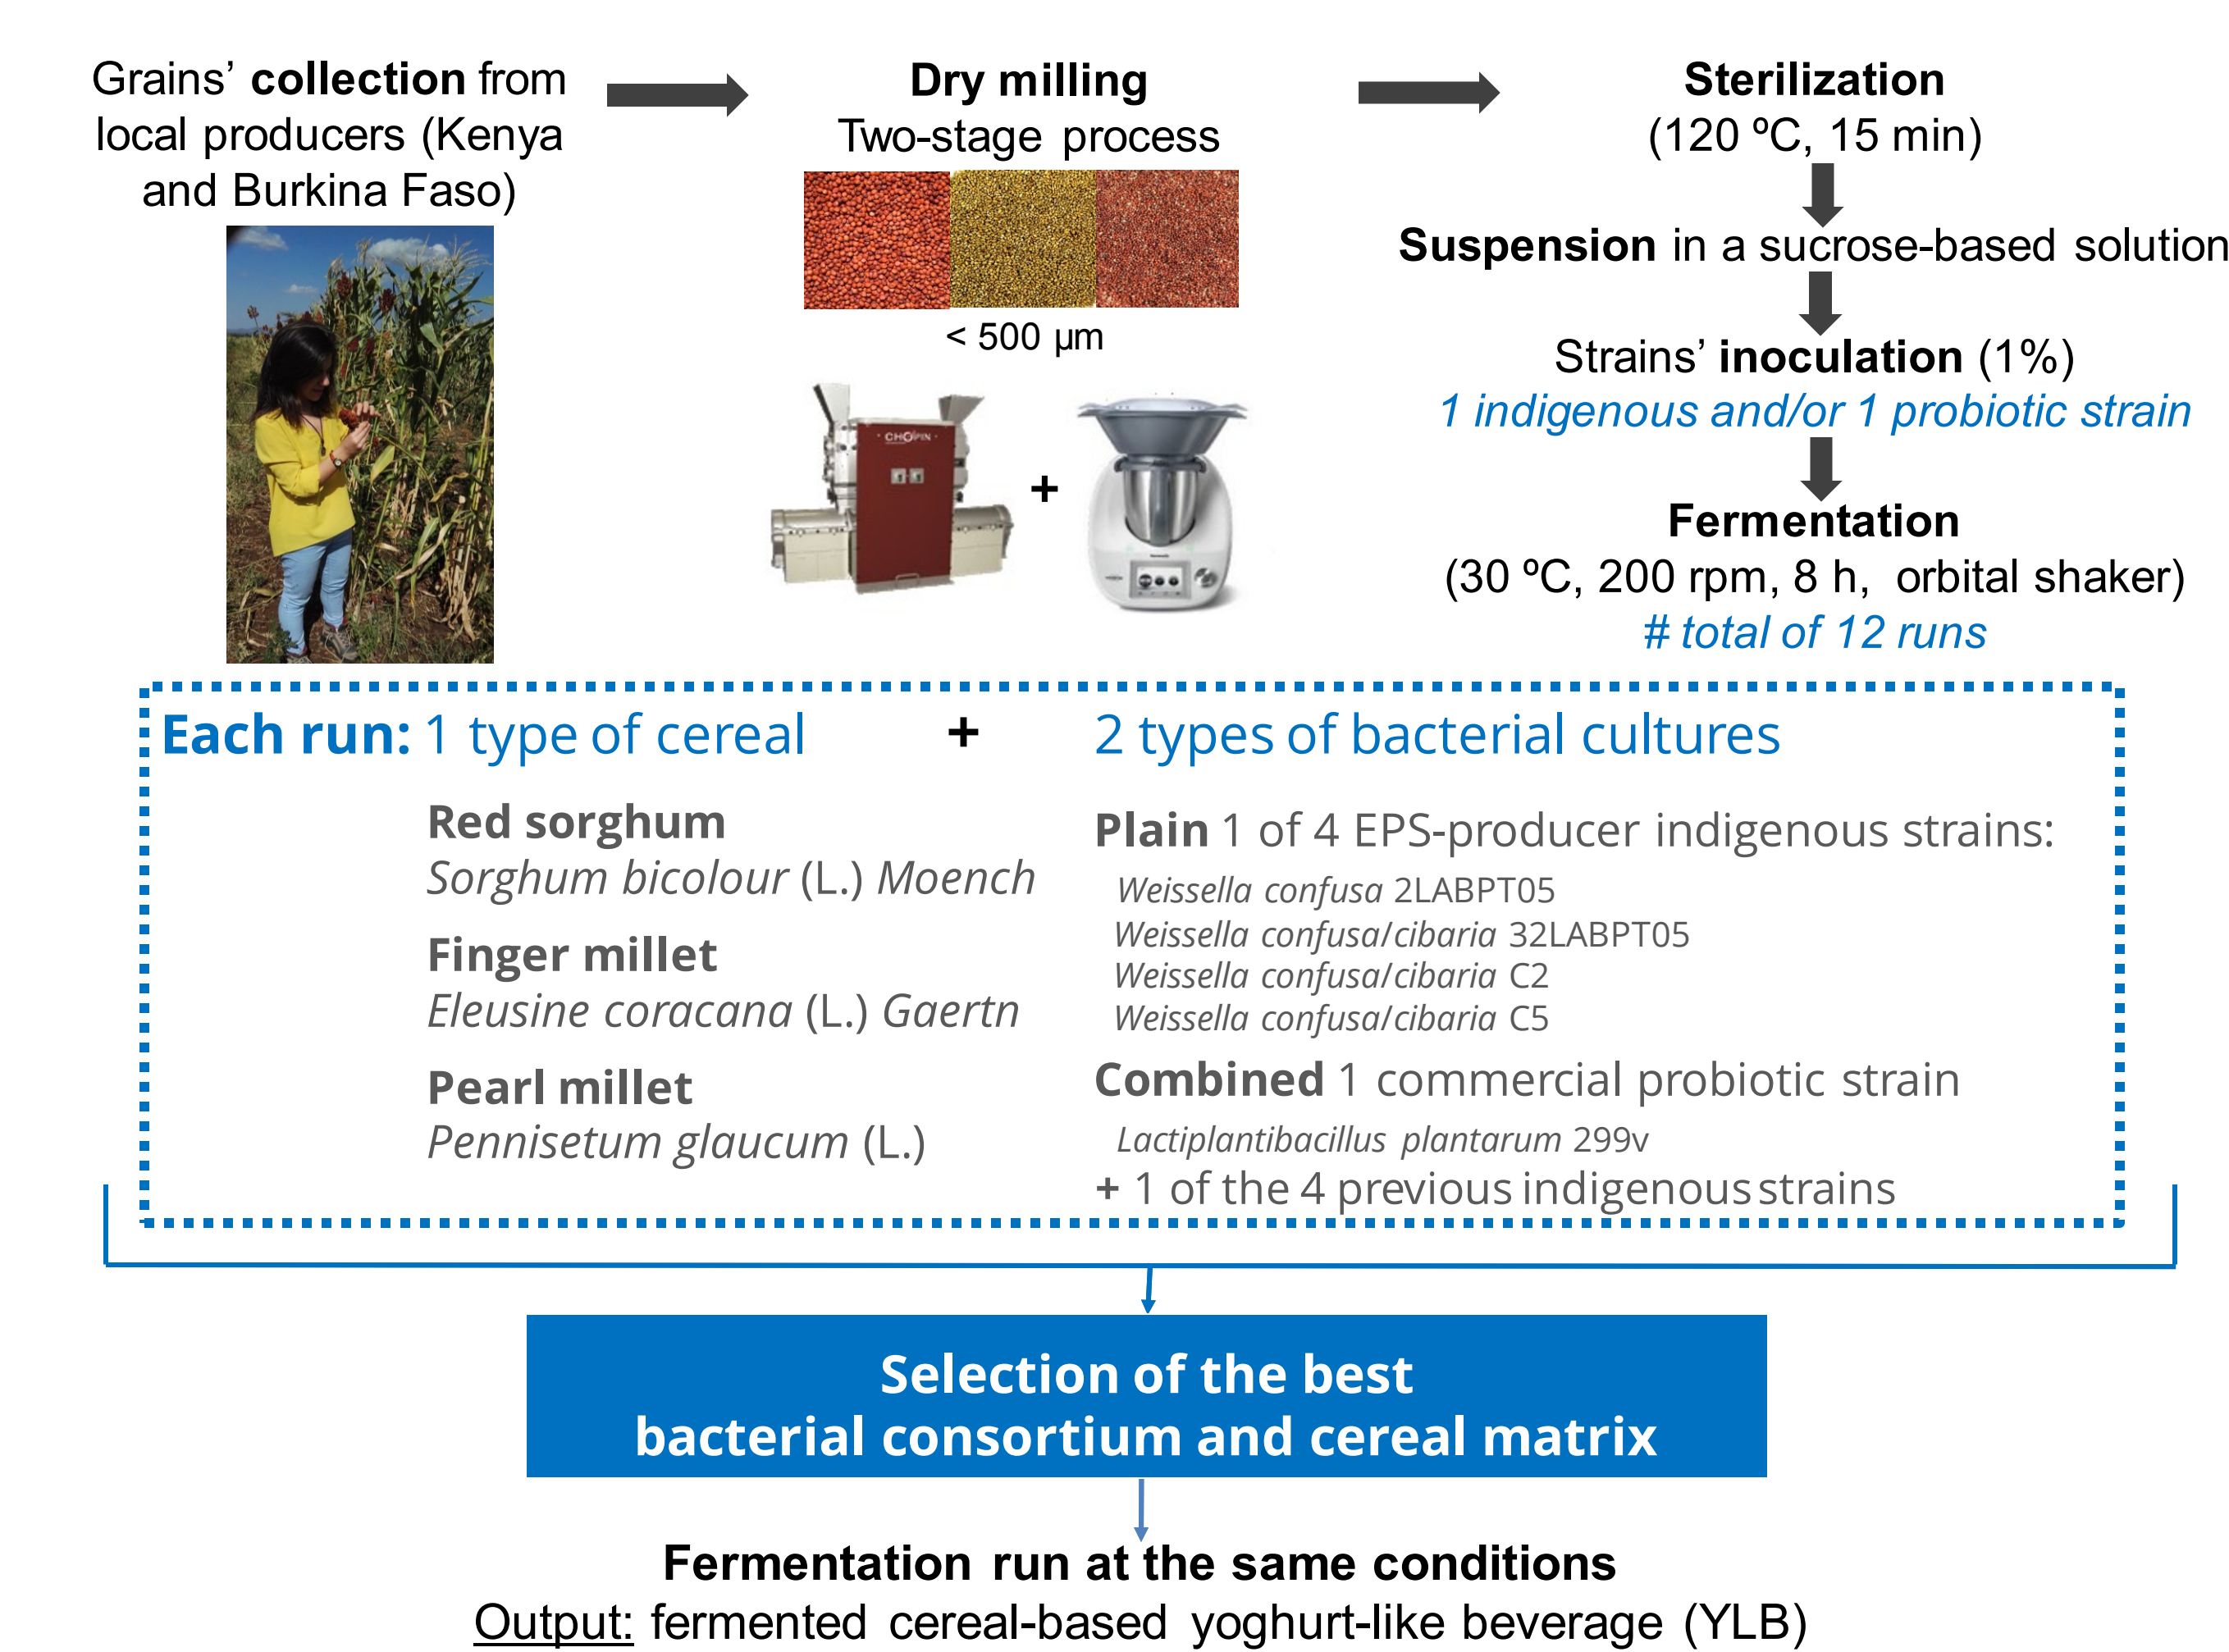 Grains’ collection from
local producers (Kenya
and Burkina Faso)
Dry milling
Two-stage process
< 500 µm
CHOPIN
+
Sterilization
(120 ºC, 15 min)
Suspension in a sucrose-based solution
Strains’ inoculation (1%)
1 indigenous and/or 1 probiotic strain
Fermentation
(30 ºC, 200 rpm, 8 h, orbital shaker)
# total of 12 runs
Each run: 1 type of cereal + 2 types of bacterial cultures
Red sorghum
Sorghum bicolour (L.) Moench
Finger millet
Eleusine coracana (L.) Gaertn
Pearl millet
Pennisetum glaucum (L.)
Plain 1 of 4 EPS-producer indigenous strains:
Weissella confusa 2LABPT05
Weissella confusa/cibaria 32LABPT05
Weissella confusa/cibaria C2
Weissella confusa/cibaria C5
Combined 1 commercial probiotic strain
Lactiplantibacillus plantarum 299v
+ 1 of the 4 previous indigenous strains
Selection of the best
bacterial consortium and cereal matrix
Fermentation run at the same conditions
Output: fermented cereal-based yoghurt-like beverage (YLB)